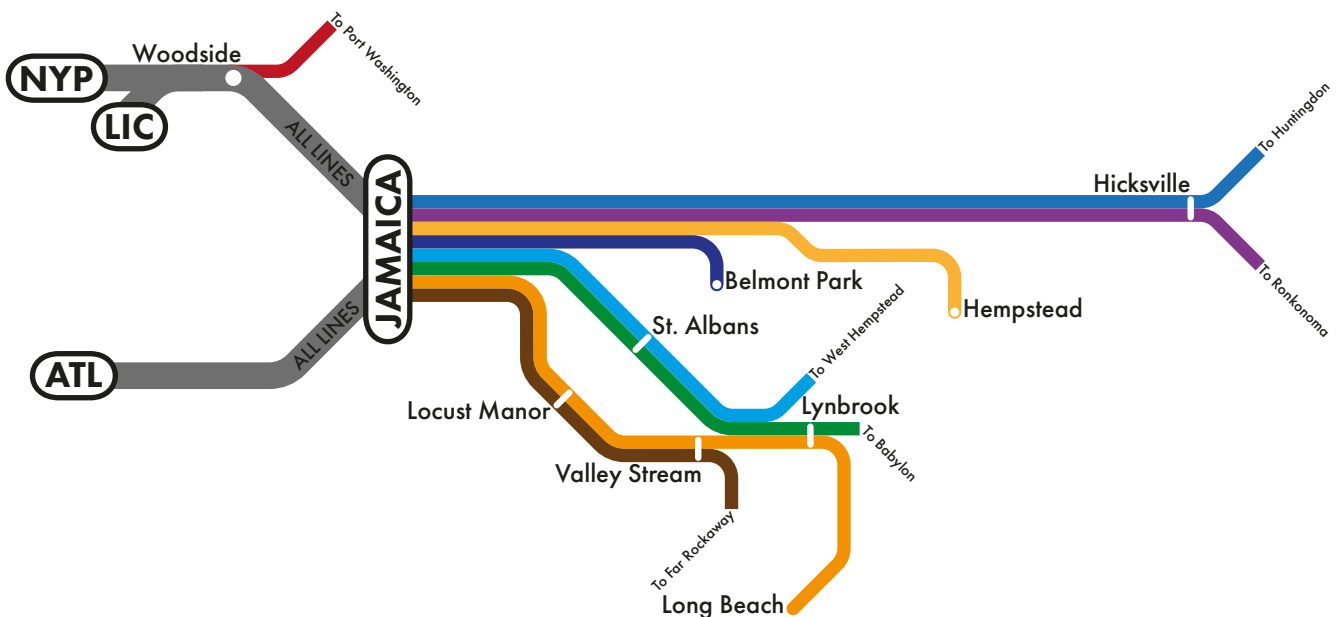 To Port Washington
Woodside
NYP
LIC
ALL LINES
To Huntingdon
Hicksville
JAMAICA
To Ronkonoma
Belmont Park
Hempstead
St. Albans
To West Hempstead
ALL LINES
ATL
Locust Manor
Lynbrook
To Babylon
Valley Stream
To Far Rockaway
Long Beach